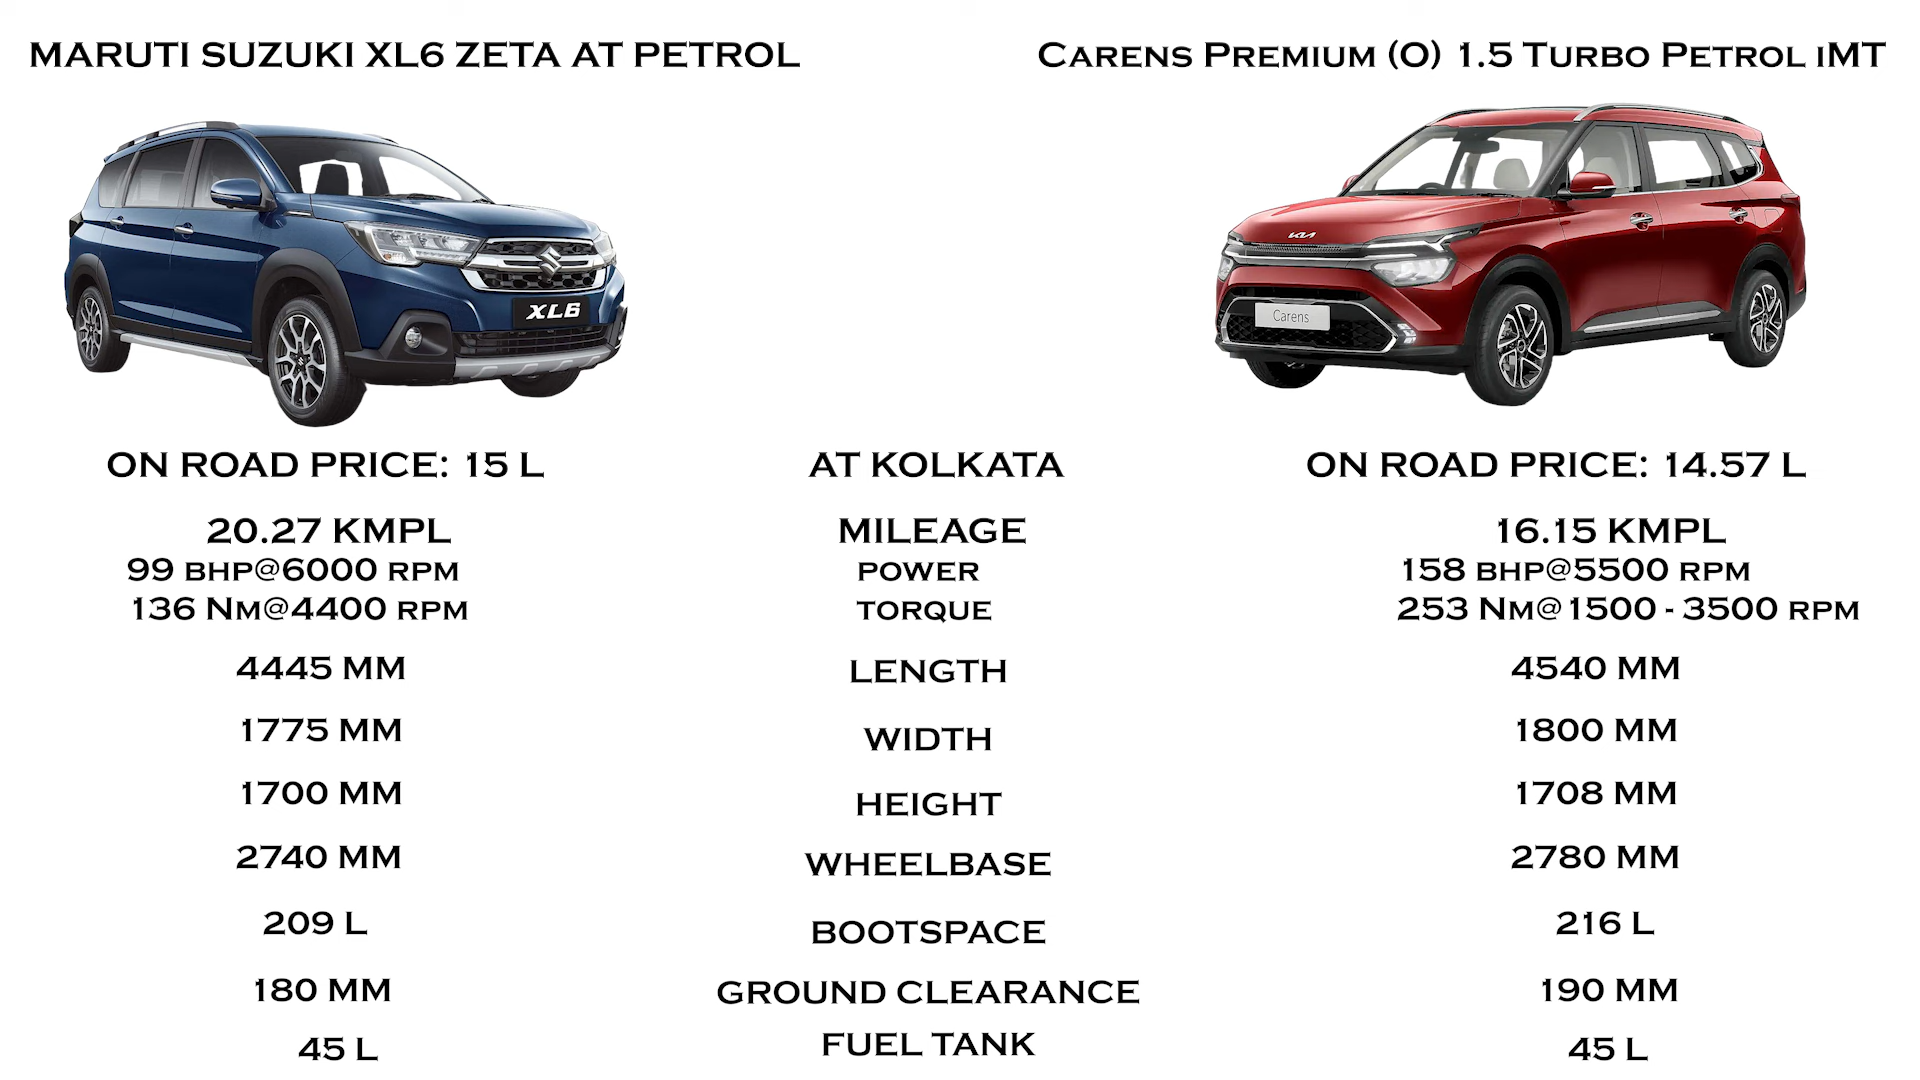 MARUTI SUZUKI XL6 ZETA AT PETROL
Carens Premium (O) 1.5 Turbo Petrol iMT
XL6
KIA
Carens
ON ROAD PRICE: 15 L AT KOLKATA ON ROAD PRICE: 14.57 L
20.27 KMPL MILEAGE 16.15 KMPL
99 bhp@6000 rpm POWER 158 bhp@5500 rpm
136 Nm@4400 rpm TORQUE 253 Nm@1500 - 3500 rpm
4445 MM LENGTH 4540 MM
1775 MM WIDTH 1800 MM
1700 MM HEIGHT 1708 MM
2740 MM WHEELBASE 2780 MM
209 L BOOTSPACE 216 L
180 MM GROUND CLEARANCE 190 MM
45 L FUEL TANK 45 L